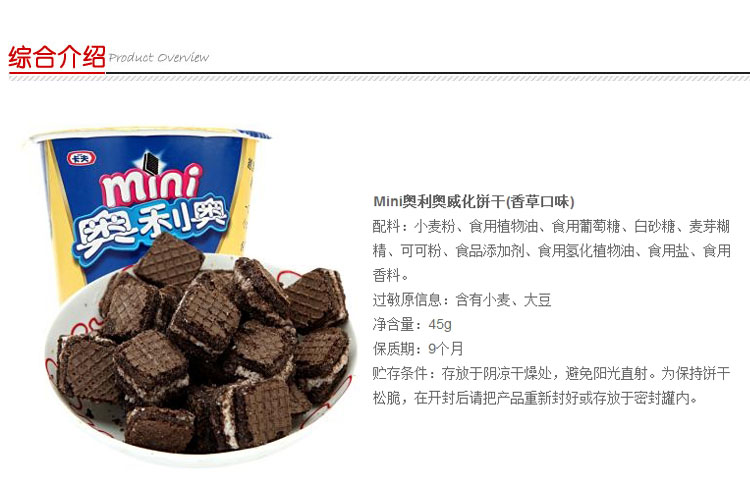 综合介绍 Product Overview
卡夫
mini
奥利奥
Mini奥利奥威化饼干(香草口味)
配料：小麦粉、食用植物油、食用葡萄糖、白砂糖、麦芽糊
精、可可粉、食品添加剂、食用氢化植物油、食用盐、食用
香料。
过敏原信息：含有小麦、大豆
净含量：45g
保质期：9个月
贮存条件：存放于阴凉干燥处，避免阳光直射。为保持饼干
松脆，在开封后请把产品重新封好或存放于密封罐内。